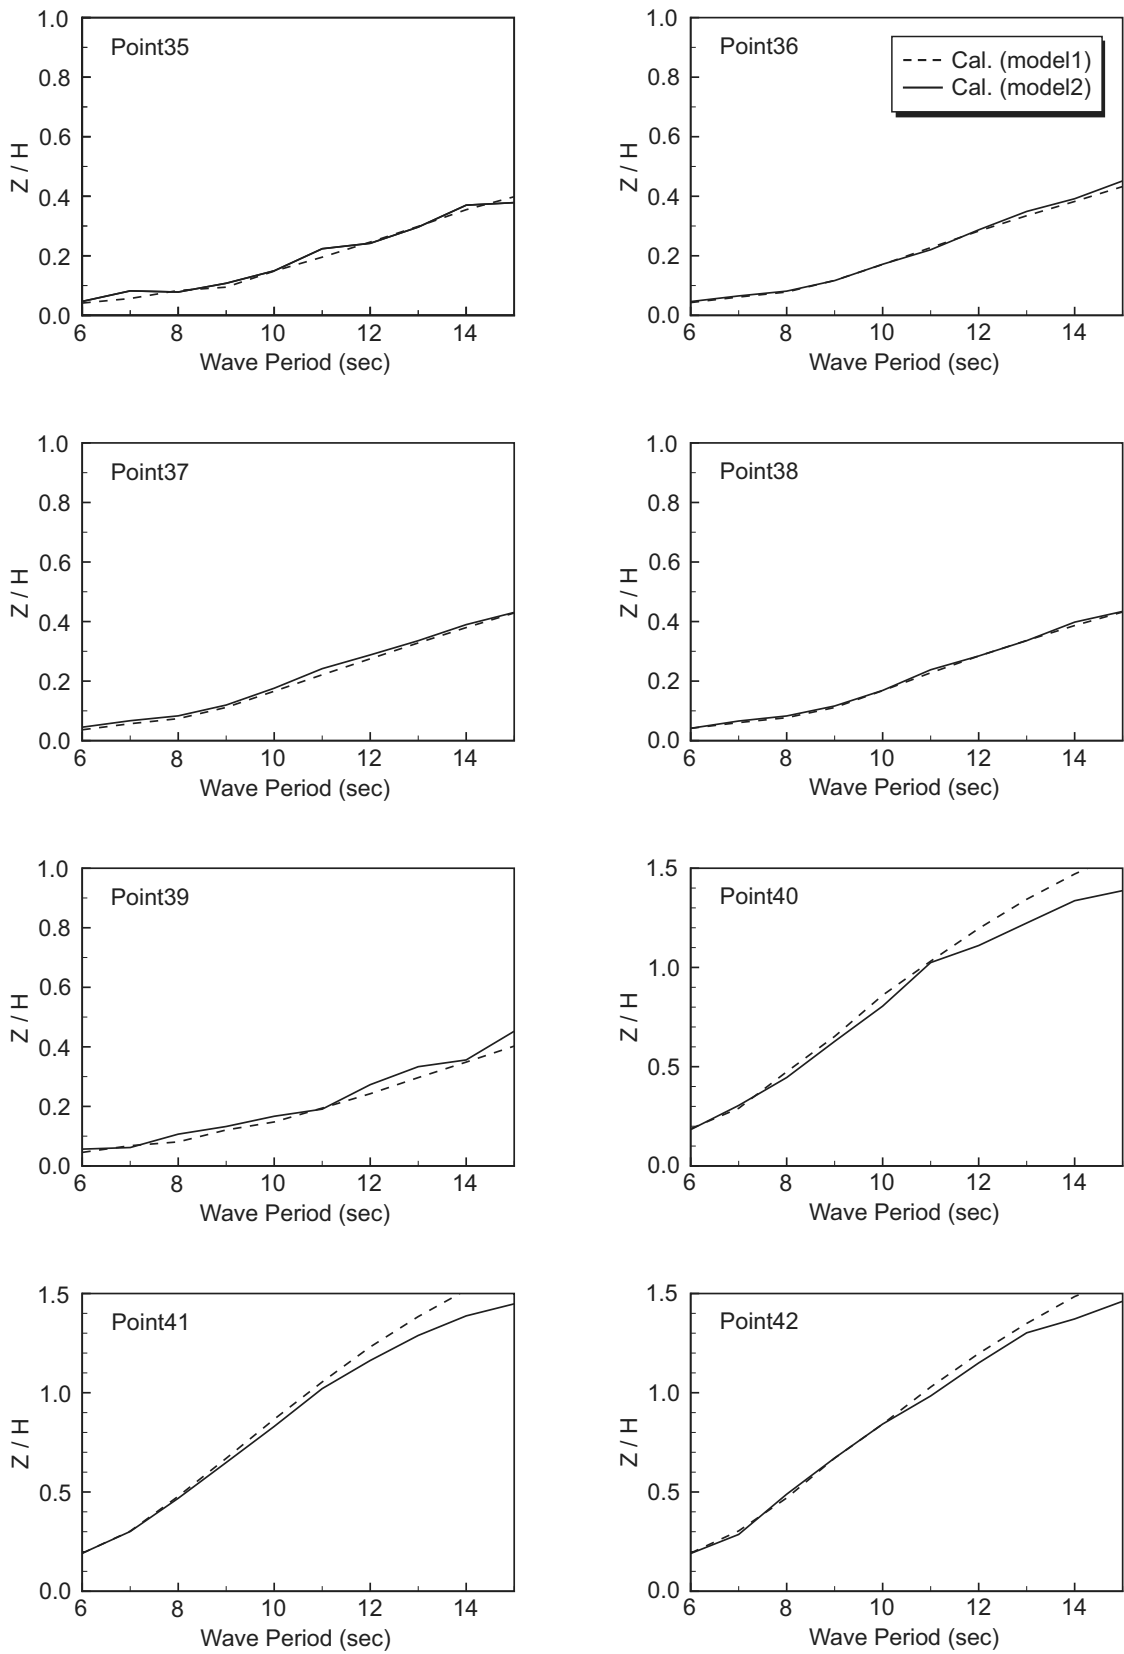 Point35
Z / H
1.0
0.8
0.6
0.4
0.2
0.0
6 8 10 12 14
Wave Period (sec)
Point36
Cal. (model1)
Cal. (model2)
Z / H
1.0
0.8
0.6
0.4
0.2
0.0
6 8 10 12 14
Wave Period (sec)
Point37
Z / H
1.0
0.8
0.6
0.4
0.2
0.0
6 8 10 12 14
Wave Period (sec)
Point38
Z / H
1.0
0.8
0.6
0.4
0.2
0.0
6 8 10 12 14
Wave Period (sec)
Point39
Z / H
1.0
0.8
0.6
0.4
0.2
0.0
6 8 10 12 14
Wave Period (sec)
Point40
Z / H
1.5
1.0
0.5
0.0
6 8 10 12 14
Wave Period (sec)
Point41
Z / H
1.5
1.0
0.5
0.0
6 8 10 12 14
Wave Period (sec)
Point42
Z / H
1.5
1.0
0.5
0.0
6 8 10 12 14
Wave Period (sec)